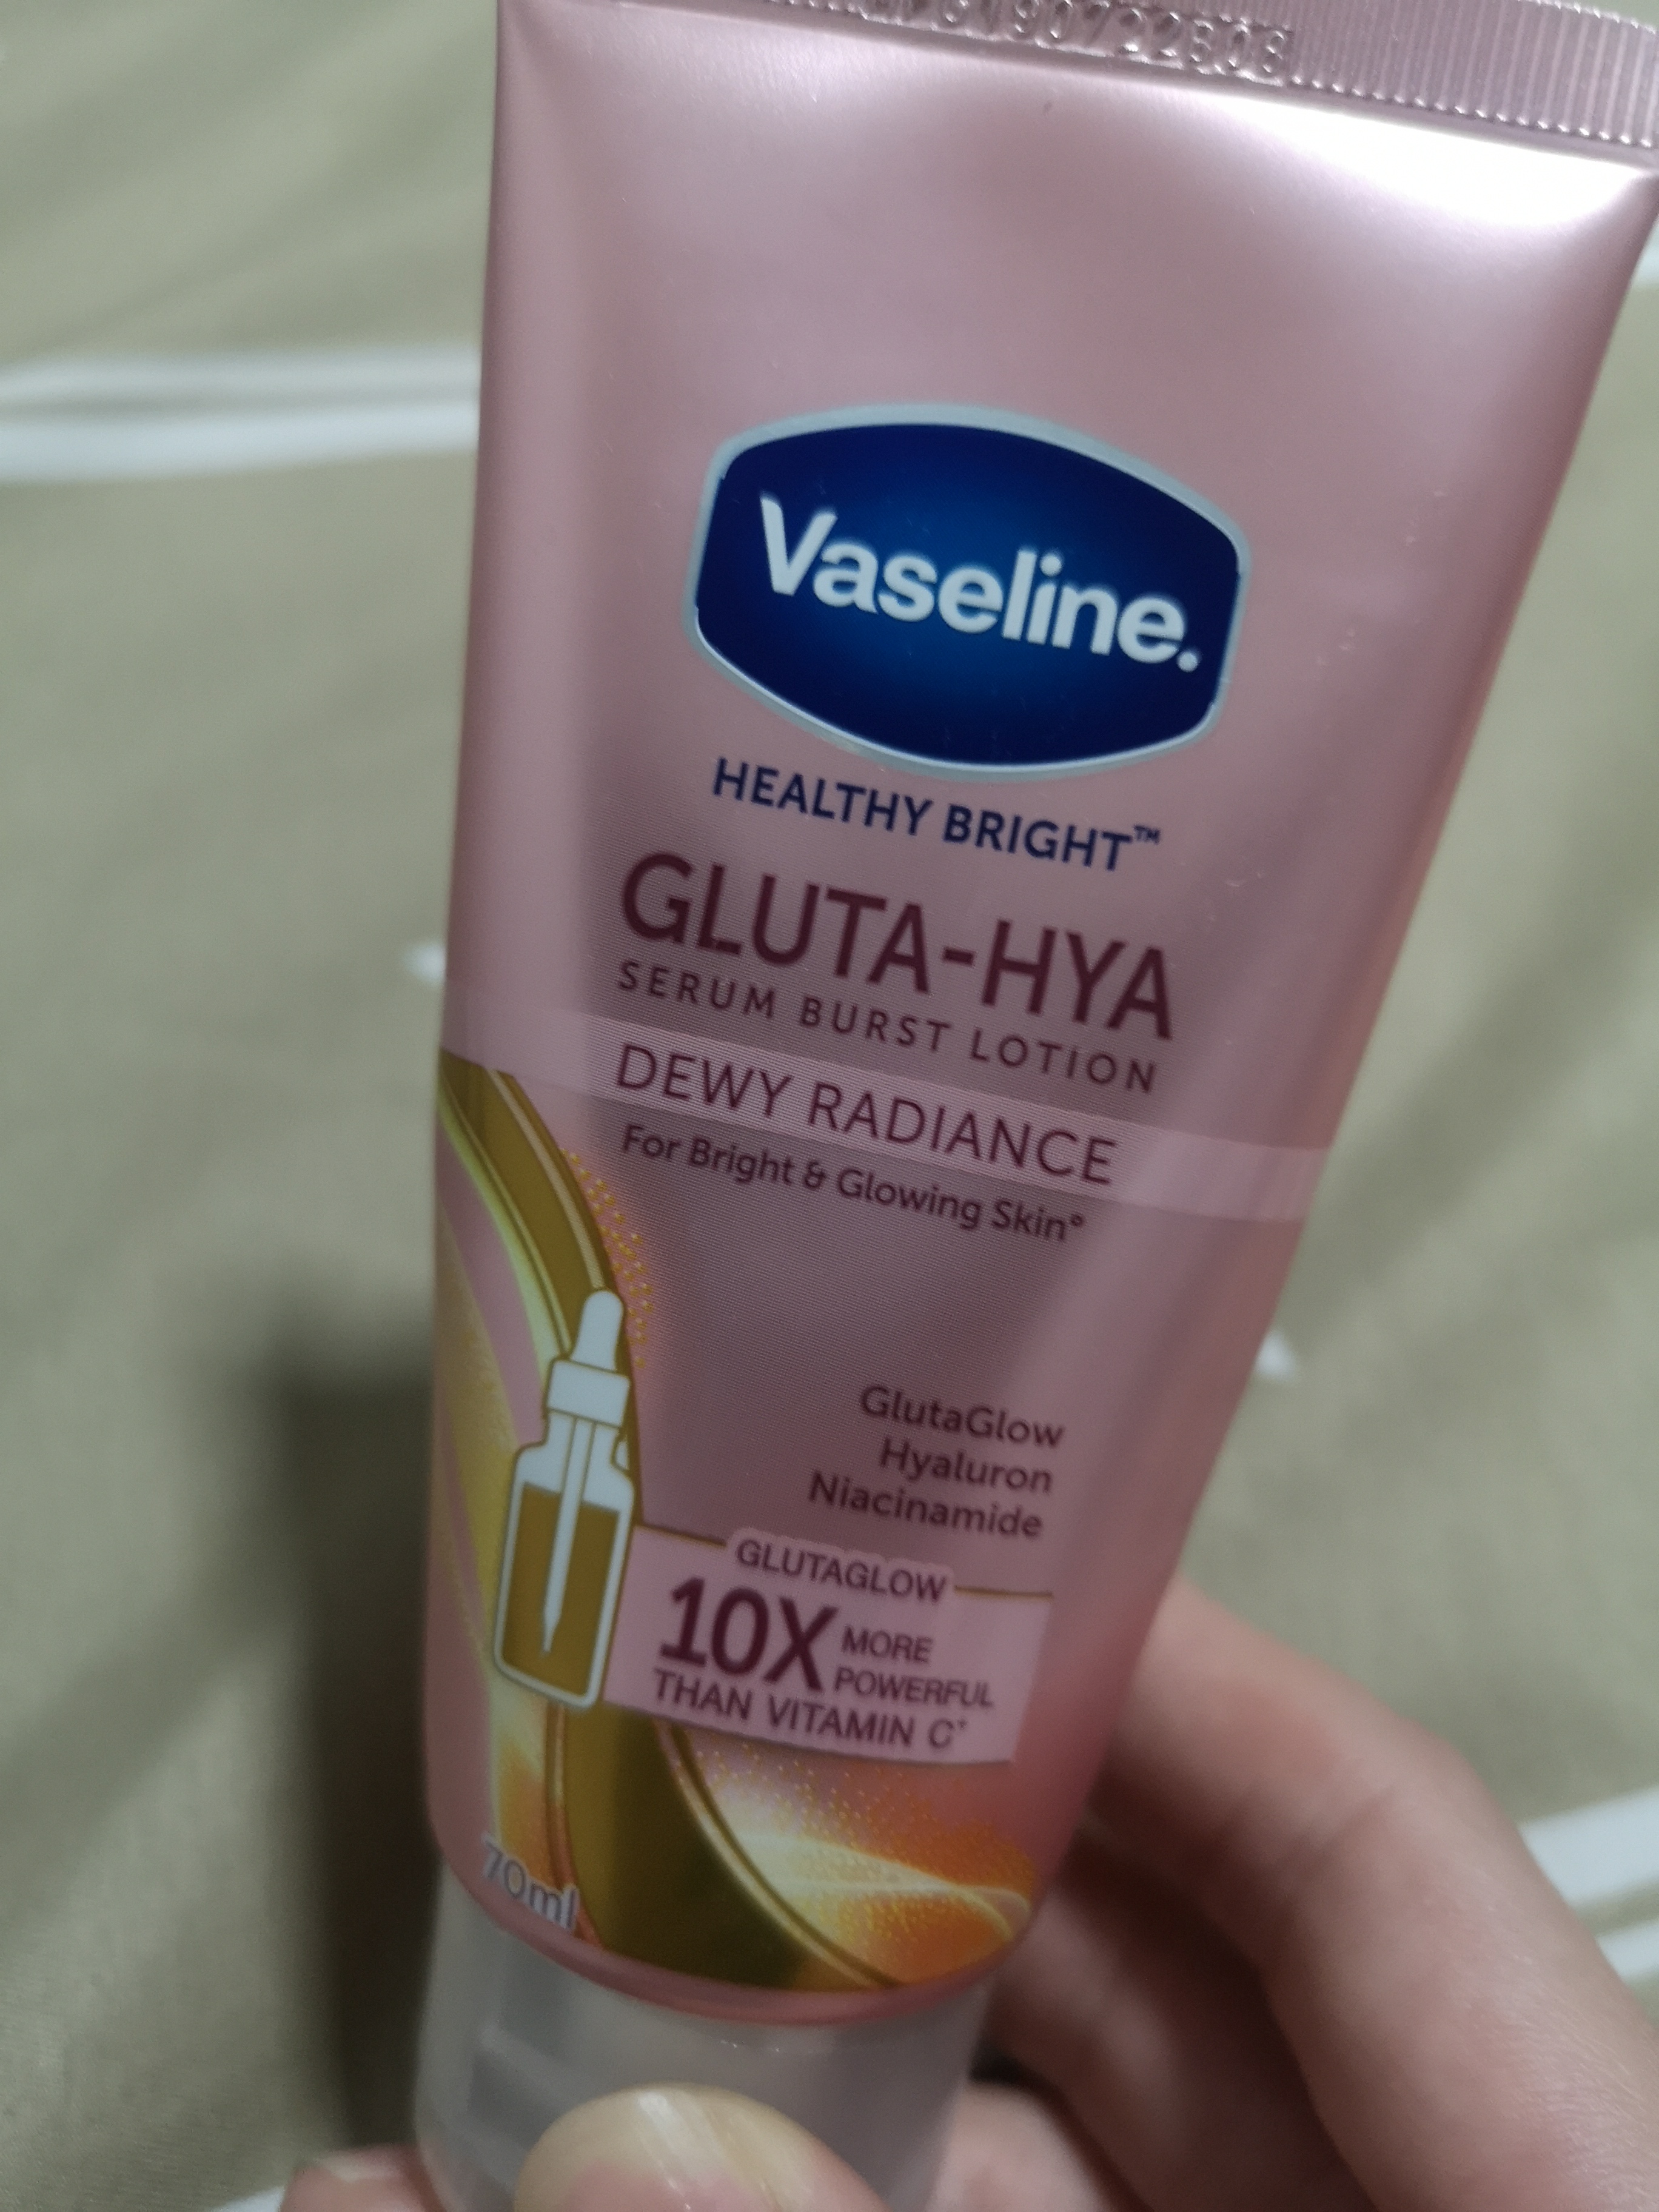 Vaseline.
HEALTHY BRIGHT™
GLUTA-HYA
SERUM BURST LOTION
DEWY RADIANCE
For Bright & Glowing Skin°
GlutaGlow
Hyaluron
Niacinamide
GLUTAGLOW
10X MORE
POWERFUL
THAN VITAMIN C⁺
70ml